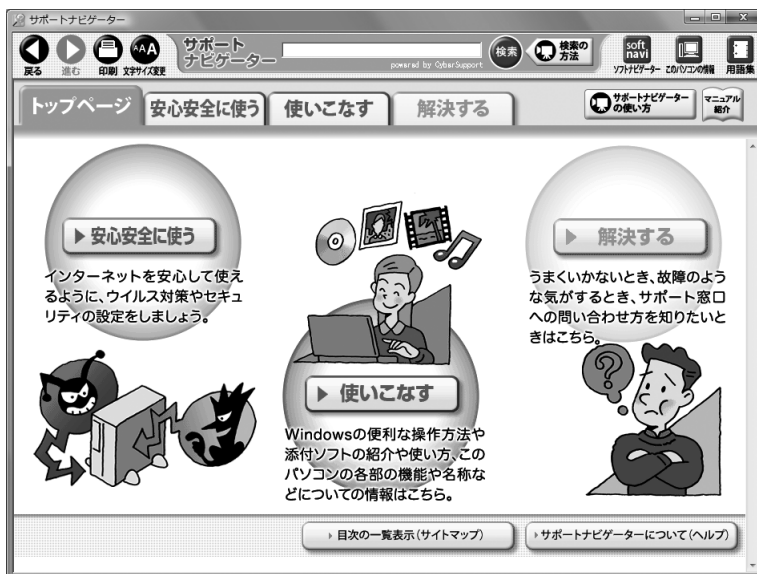 サポートナビゲーター
戻る
進む
印刷
文字サイズ変更
AAA
サポート
ナビゲーター
powered by CyberSupport
検索
検索の
方法
soft
navi
ソフトナビゲーター
このパソコンの情報
用語集
トップページ
安心安全に使う
使いこなす
解決する
サポートナビゲーター
の使い方
マニュアル
紹介
安心安全に使う
インターネットを安心して使え
るように、ウイルス対策やセキュ
リティの設定をしましょう。
使いこなす
Windowsの便利な操作方法や
添付ソフトの紹介や使い方、この
パソコンの各部の機能や名称な
どについての情報はこちら。
解決する
うまくいかないとき、故障のよう
な気がするとき、サポート窓口
への問い合わせ方を知りたいと
きはこちら。
?
目次の一覧表示(サイトマップ)
サポートナビゲーターについて(ヘルプ)